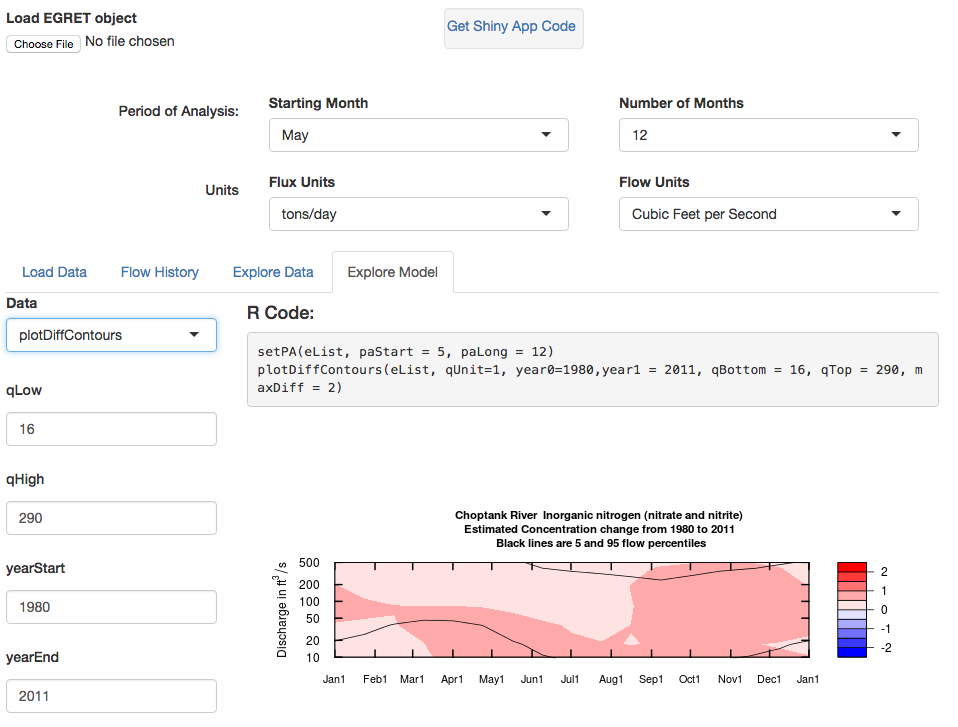 Load EGRET object
Choose File No file chosen
Get Shiny App Code
Period of Analysis:
Starting Month
Number of Months
May
12
Units
Flux Units
Flow Units
tons/day
Cubic Feet per Second
Load Data Flow History Explore Data Explore Model
Data
plotDiffContours
qLow
16
qHigh
290
yearStart
1980
yearEnd
2011
R Code:
setPA(eList, paStart = 5, paLong = 12)
plotDiffContours(eList, qUnit=1, year0=1980,year1 = 2011, qBottom = 16, qTop = 290, m
axDiff = 2)
Choptank River Inorganic nitrogen (nitrate and nitrite)
Estimated Concentration change from 1980 to 2011
Black lines are 5 and 95 flow percentiles
Discharge in ft³/s
500
200
100
50
20
10
Jan1 Feb1 Mar1 Apr1 May1 Jun1 Jul1 Aug1 Sep1 Oct1 Nov1 Dec1 Jan1
2
1
0
-1
-2